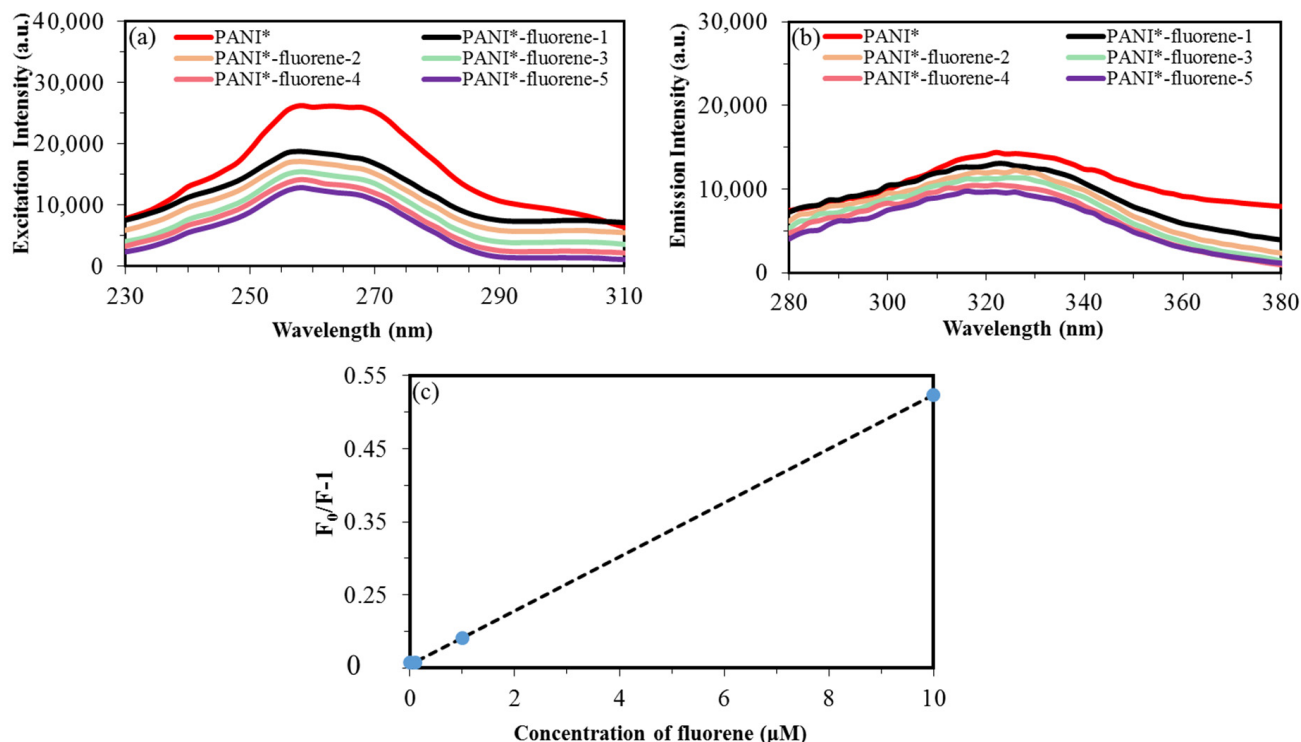 (a)
PANI*
PANI*-fluorene-1
PANI*-fluorene-2
PANI*-fluorene-3
PANI*-fluorene-4
PANI*-fluorene-5
Excitation Intensity (a.u.)
40,000
30,000
20,000
10,000
0
230
250
270
290
310
Wavelength (nm)
(b)
PANI*
PANI*-fluorene-1
PANI*-fluorene-2
PANI*-fluorene-3
PANI*-fluorene-4
PANI*-fluorene-5
Emission Intensity (a.u.)
30,000
20,000
10,000
0
280
300
320
340
360
380
Wavelength (nm)
(c)
F₀/F-1
0.55
0.45
0.35
0.25
0
0
2
4
6
8
10
Concentration of fluorene (µM)